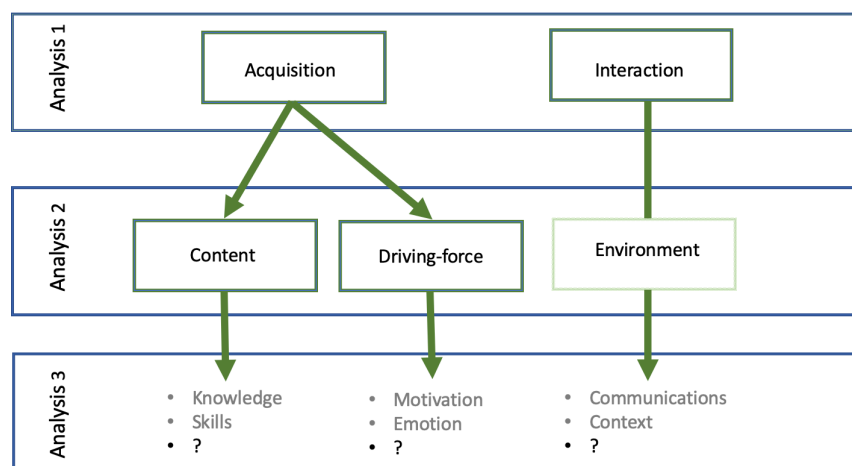 Analysis 1
Acquisition
Interaction
Analysis 2
Content
Driving-force
Environment
Analysis 3
• Knowledge
• Skills
• ?
• Motivation
• Emotion
• ?
• Communications
• Context
• ?